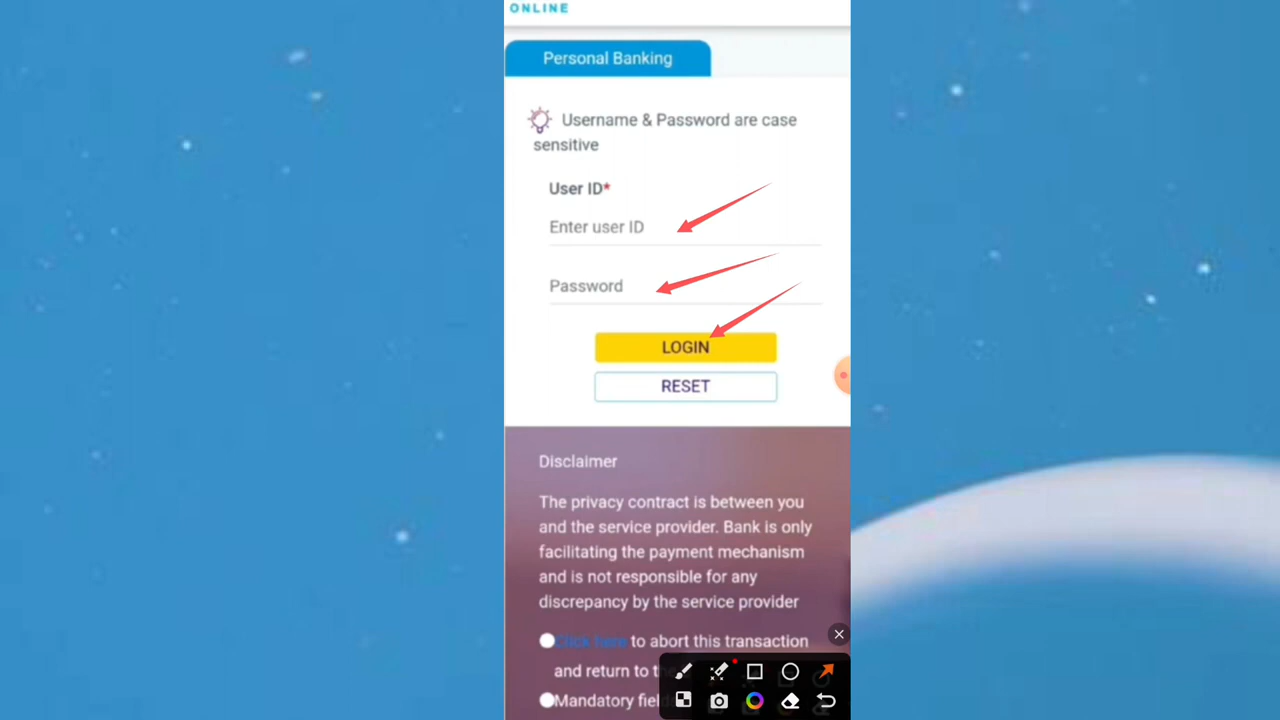 ONLINE
Personal Banking
Username & Password are case
sensitive
User ID*
Enter user ID
Password
LOGIN
RESET
Disclaimer
The privacy contract is between you
and the service provider. Bank is only
facilitating the payment mechanism
and is not responsible for any
discrepancy by the service provider
Click here to abort this transaction
and return to
Mandatory